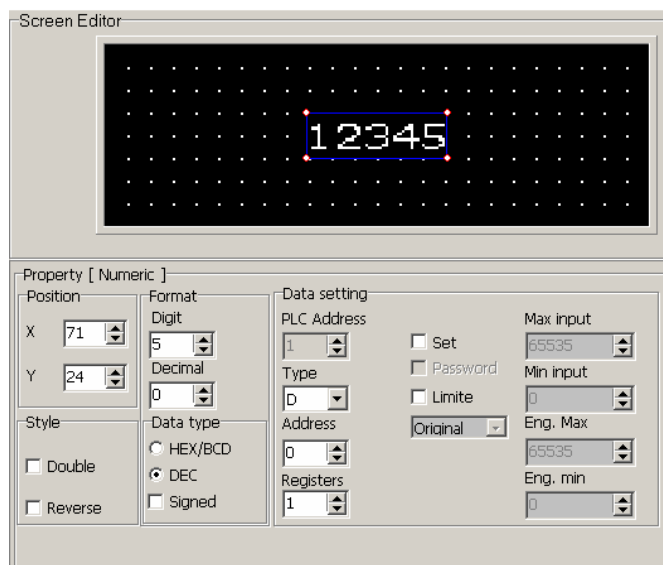 Screen Editor
12345
Property [ Numeric ]
Position
X 71
Y 24
Style
Double
Reverse
Format
Digit
5
Decimal
0
Data type
HEX/BCD
DEC
Signed
Data setting
PLC Address
1
Type
D
Address
0
Registers
1
Set
Password
Limite
Original
Max input
65535
Min input
0
Eng. Max
65535
Eng. min
0